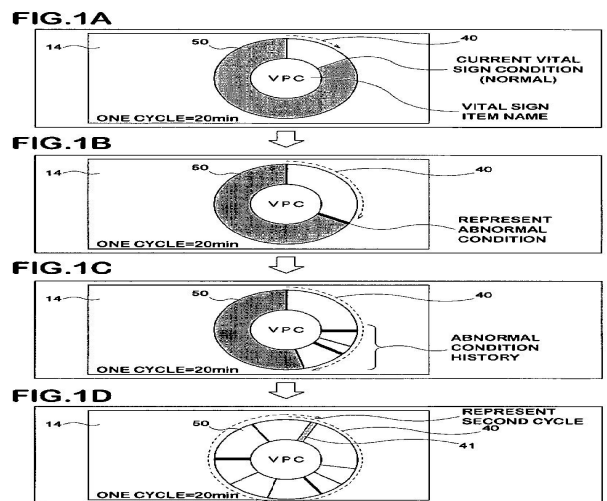 FIG.1A
14
50
40
VPC
CURRENT VITAL
SIGN CONDITION
(NORMAL)
VITAL SIGN
ITEM NAME
ONE CYCLE=20min
FIG.1B
14
50
40
VPC
REPRESENT
ABNORMAL
CONDITION
ONE CYCLE=20min
FIG.1C
14
50
40
VPC
ABNORMAL
CONDITION
HISTORY
ONE CYCLE=20min
FIG.1D
14
50
REPRESENT
SECOND CYCLE
40
41
VPC
ONE CYCLE=20min